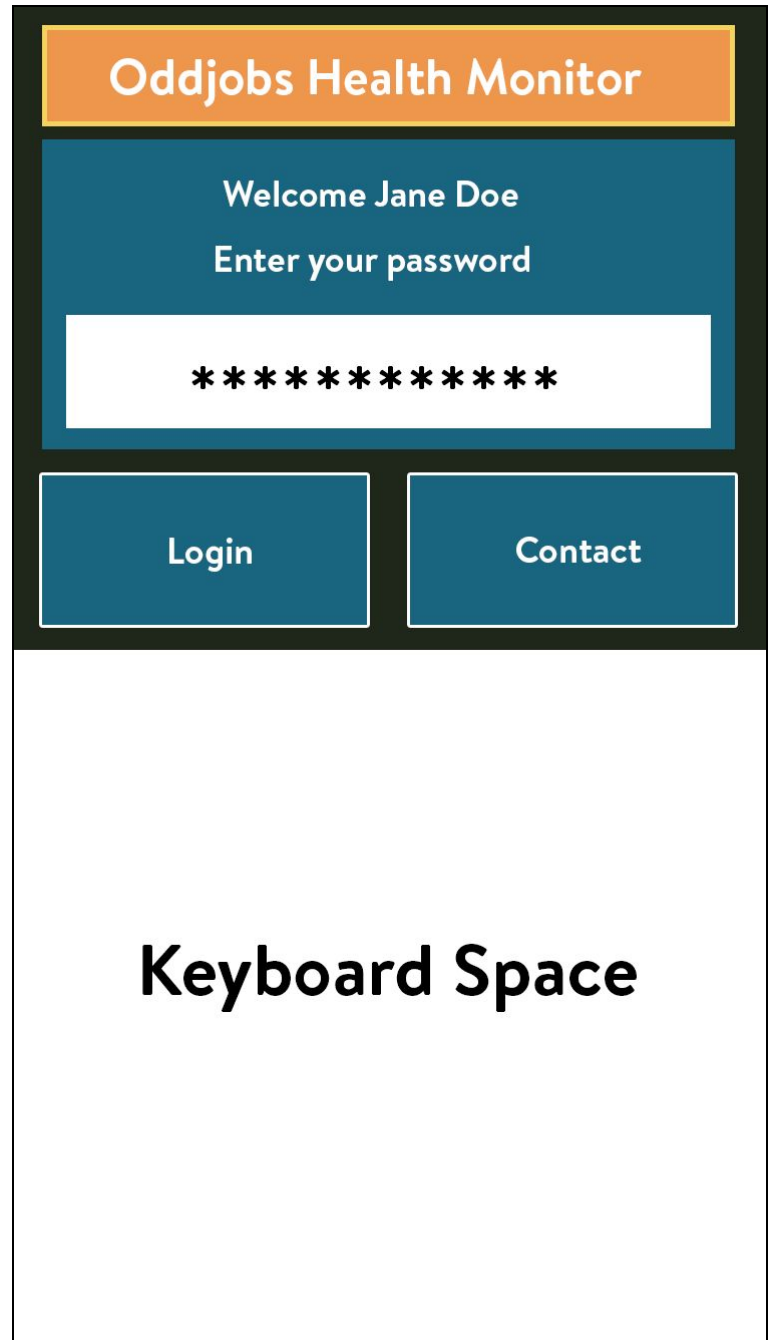 Oddjobs Health Monitor
Welcome Jane Doe
Enter your password
************
Login
Contact
Keyboard Space